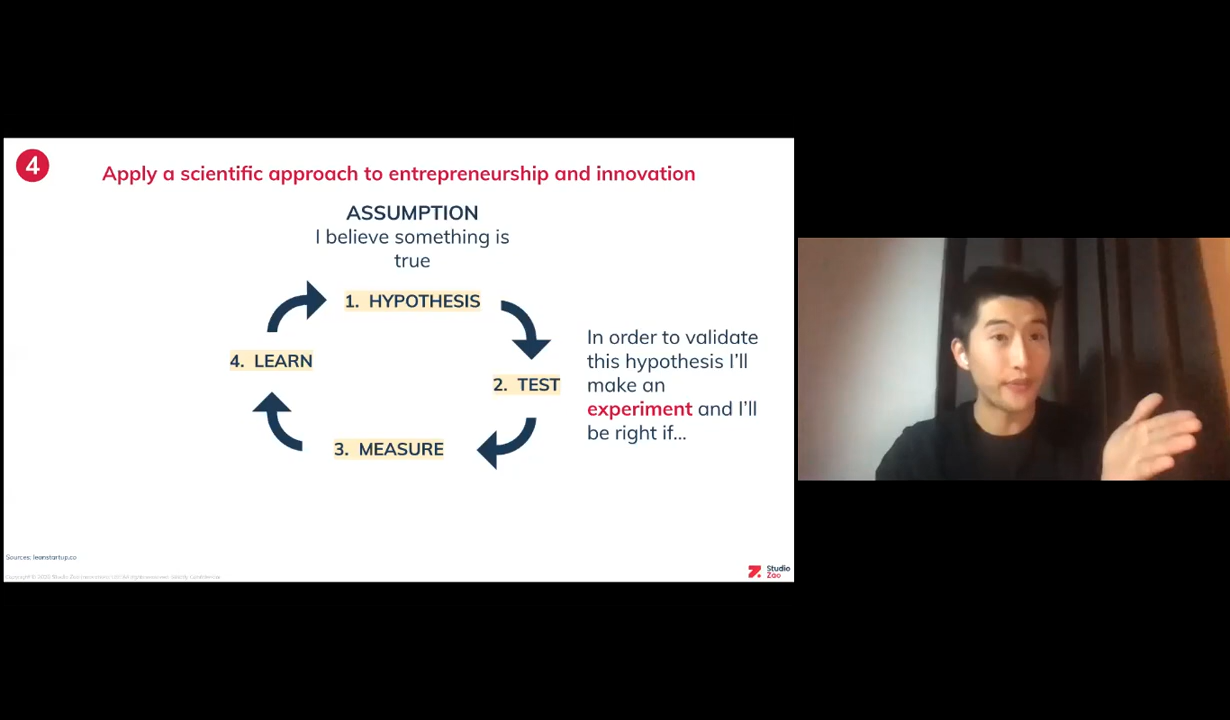 4
Apply a scientific approach to entrepreneurship and innovation
ASSUMPTION
I believe something is
true
1. HYPOTHESIS
2. TEST
3. MEASURE
4. LEARN
In order to validate
this hypothesis I'll
make an
experiment and I'll
be right if...
Sources: leanstartup.co
Studio
Zao